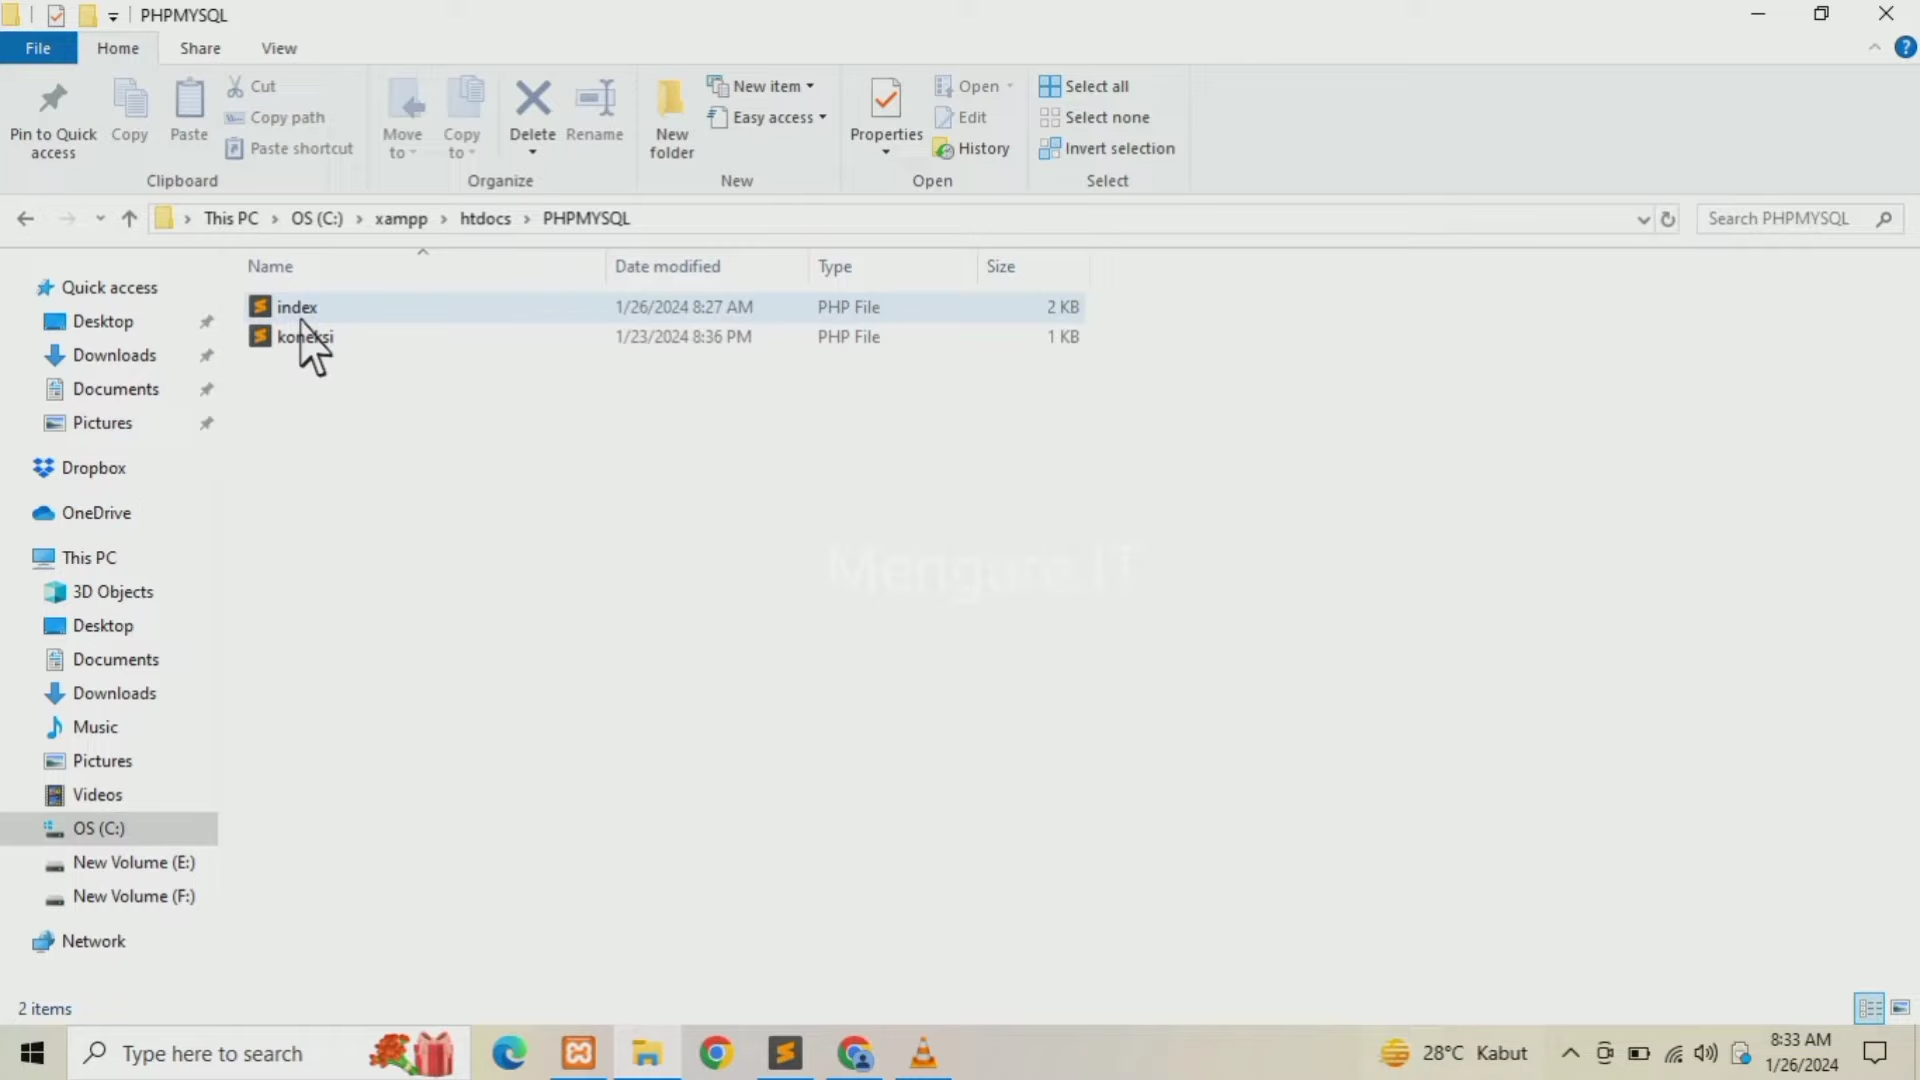 PHPMYSQL
File Home Share View
Pin to Quick access
Copy
Paste
Cut
Copy path
Paste shortcut
Clipboard
Move to
Copy to
Delete
Rename
Organize
New folder
New item
Easy access
New
Properties
Open
Edit
History
Open
Select all
Select none
Invert selection
Select
This PC > OS (C:) > xampp > htdocs > PHPMYSQL
Search PHPMYSQL
Name Date modified Type Size
index 1/26/2024 8:27 AM PHP File 2 KB
koneksi 1/23/2024 8:36 PM PHP File 1 KB
Quick access
Desktop
Downloads
Documents
Pictures
Dropbox
OneDrive
This PC
3D Objects
Desktop
Documents
Downloads
Music
Pictures
Videos
OS (C:)
New Volume (E:)
New Volume (F:)
Network
2 items
Type here to search
28°C Kabut
8:33 AM
1/26/2024